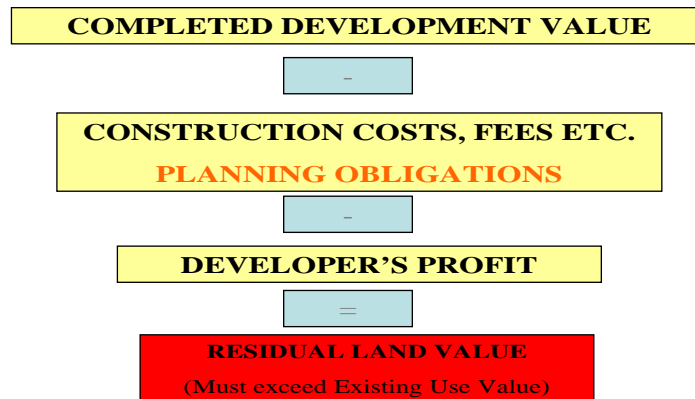 COMPLETED DEVELOPMENT VALUE
-
CONSTRUCTION COSTS, FEES ETC.
PLANNING OBLIGATIONS
-
DEVELOPER’S PROFIT
=
RESIDUAL LAND VALUE
(Must exceed Existing Use Value)